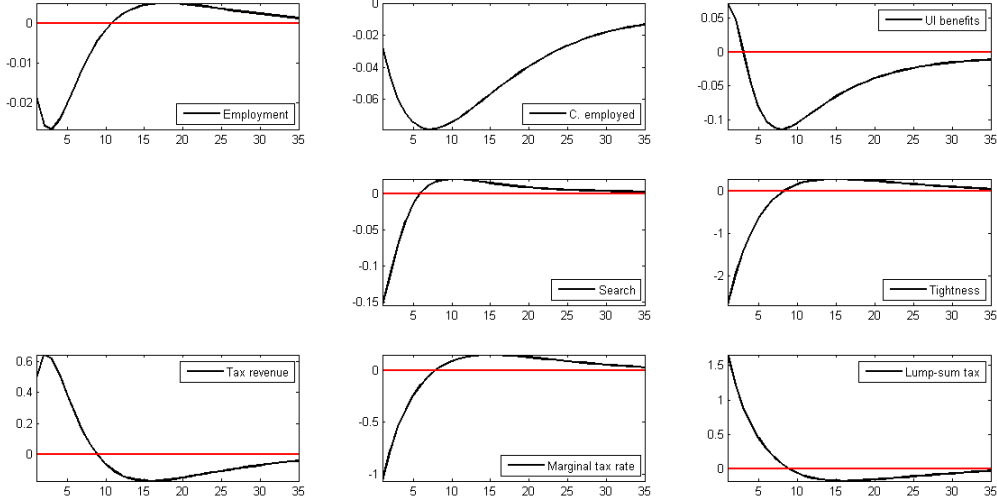 0
-0.01
-0.02
Employment
5 10 15 20 25 30 35
0
-0.02
-0.04
-0.06
C. employed
5 10 15 20 25 30 35
0.05
0
-0.05
-0.1
UI benefits
5 10 15 20 25 30 35
0
-0.05
-0.1
-0.15
Search
5 10 15 20 25 30 35
0
-1
-2
Tightness
5 10 15 20 25 30 35
0.6
0.4
0.2
0
Tax revenue
5 10 15 20 25 30 35
0
-0.5
-1
Marginal tax rate
5 10 15 20 25 30 35
1.5
1
0.5
0
Lump-sum tax
5 10 15 20 25 30 35